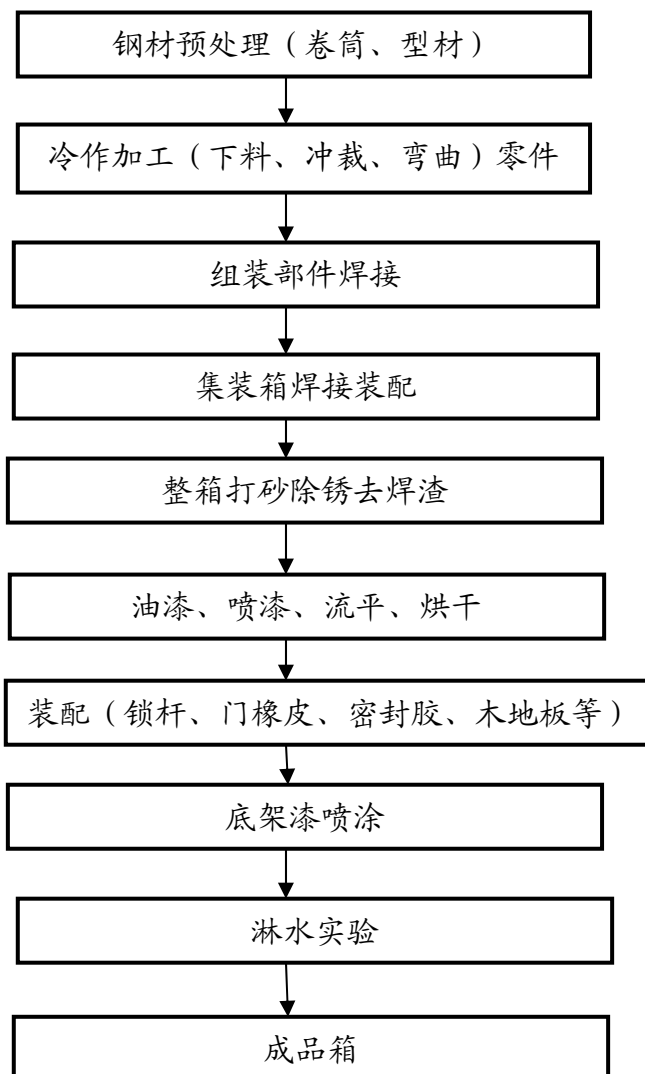 钢材预处理（卷筒、型材）
冷作加工（下料、冲裁、弯曲）零件
组装部件焊接
集装箱焊接装配
整箱打砂除锈去焊渣
油漆、喷漆、流平、烘干
装配（锁杆、门橡皮、密封胶、木地板等）
底架漆喷涂
淋水实验
成品箱